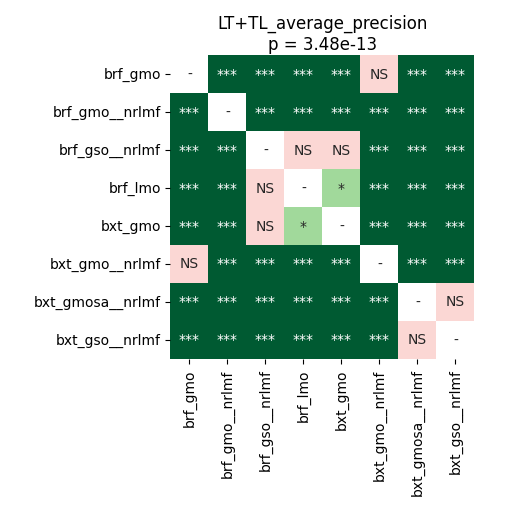 LT+TL_average_precision
p = 3.48e-13
brf_gmo - *** *** *** *** NS *** ***
brf_gmo__nrlmf *** - *** *** *** *** *** ***
brf_gso__nrlmf *** *** - NS NS *** *** ***
brf_lmo *** *** NS - * *** *** ***
bxt_gmo *** *** NS * - *** *** ***
bxt_gmo__nrlmf NS *** *** *** *** - *** ***
bxt_gmosa__nrlmf *** *** *** *** *** *** - NS
bxt_gso__nrlmf *** *** *** *** *** *** NS -
brf_gmo
brf_gmo__nrlmf
brf_gso__nrlmf
brf_lmo
bxt_gmo
bxt_gmo__nrlmf
bxt_gmosa__nrlmf
bxt_gso__nrlmf